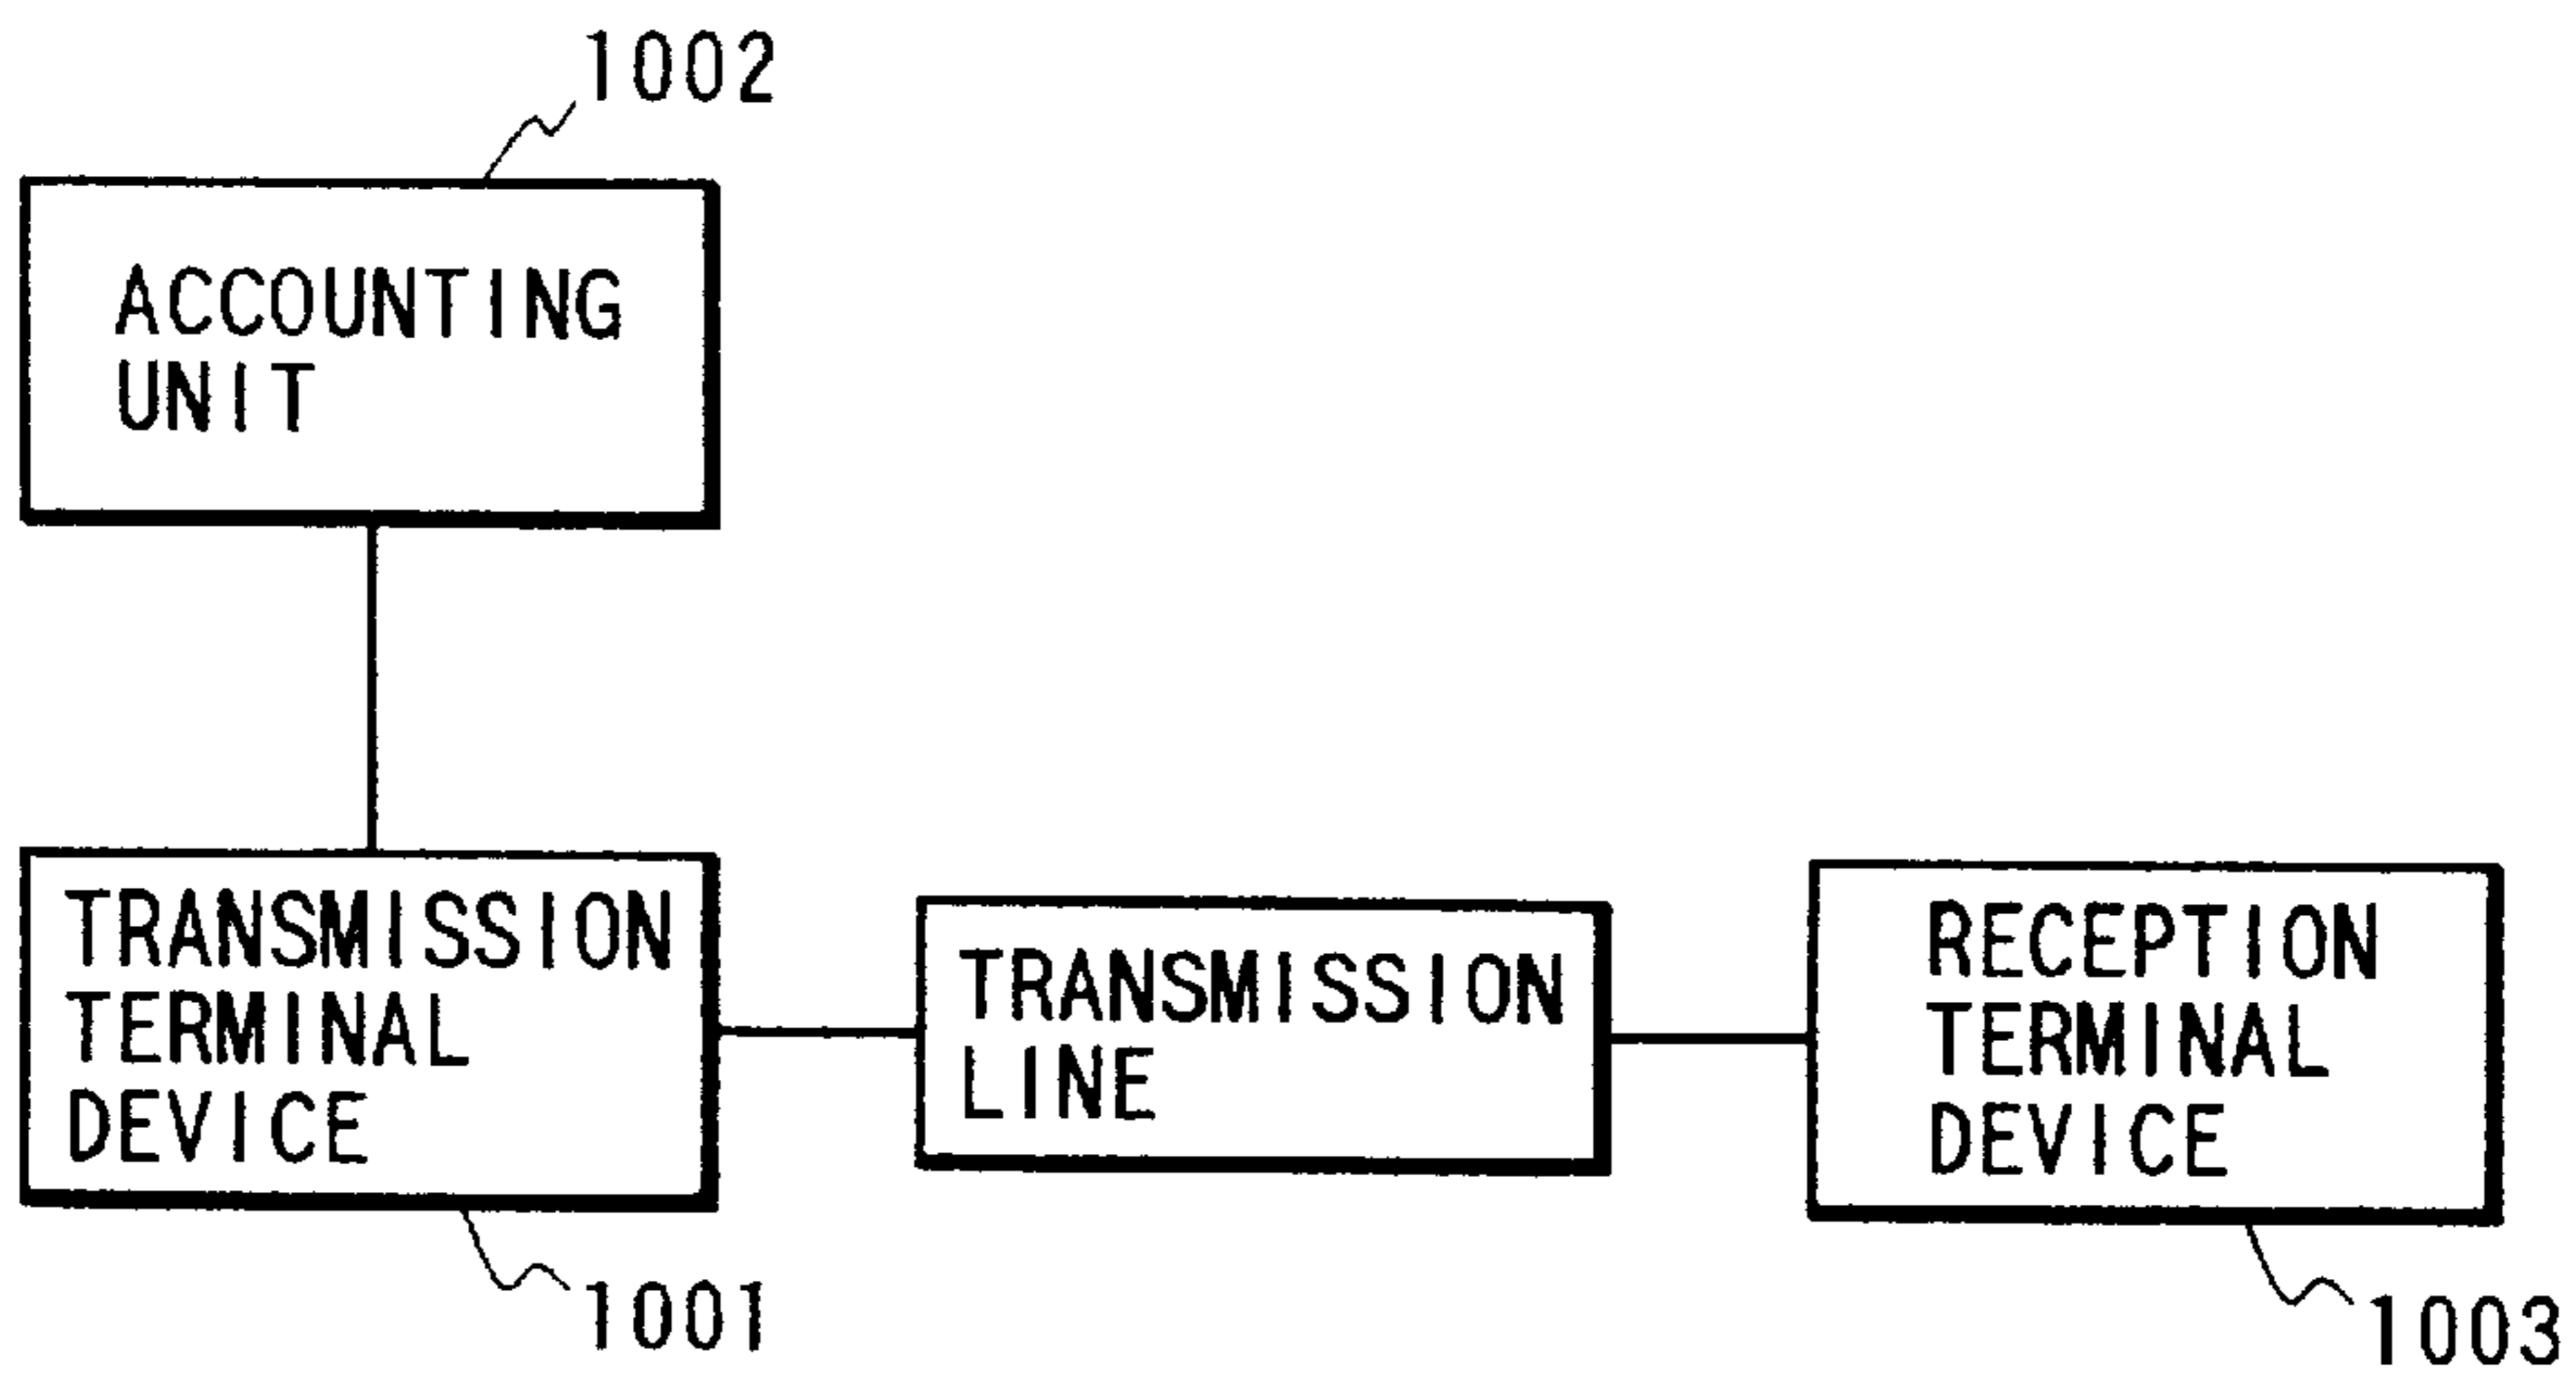 1002
ACCOUNTING
UNIT
TRANSMISSION
TERMINAL
DEVICE
1001
TRANSMISSION
LINE
RECEPTION
TERMINAL
DEVICE
1003